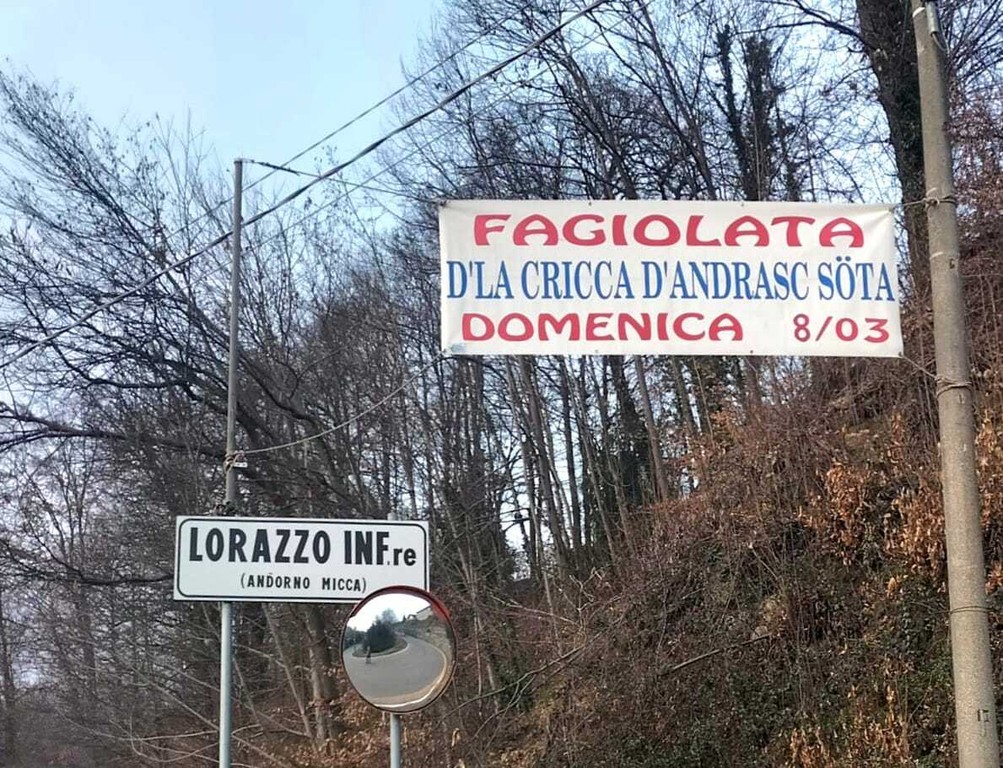 FAGIOLATA
D'LA CRICCA D'ANDRASC SÖTA
DOMENICA 8/03
LORAZZO INF.re
(ANDORNO MICCA)